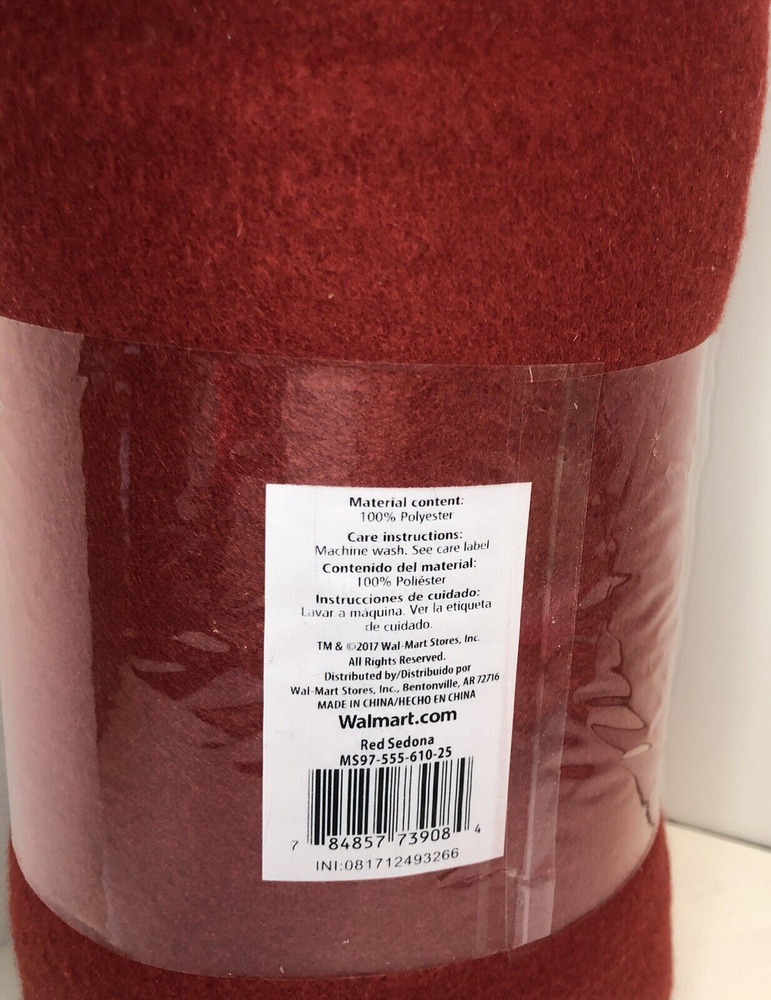 Material content:
100% Polyester
Care instructions:
Machine wash. See care label
Contenido del material:
100% Poliéster
Instrucciones de cuidado:
Lavar a máquina. Ver la etiqueta
de cuidado.
TM & ©2017 Wal-Mart Stores, Inc.
All Rights Reserved.
Distributed by/Distribuido por
Wal-Mart Stores, Inc., Bentonville, AR 72716
MADE IN CHINA/HECHO EN CHINA
Walmart.com
Red Sedona
MS97-555-610-25
7 84857 73908 4
INI:081712493266